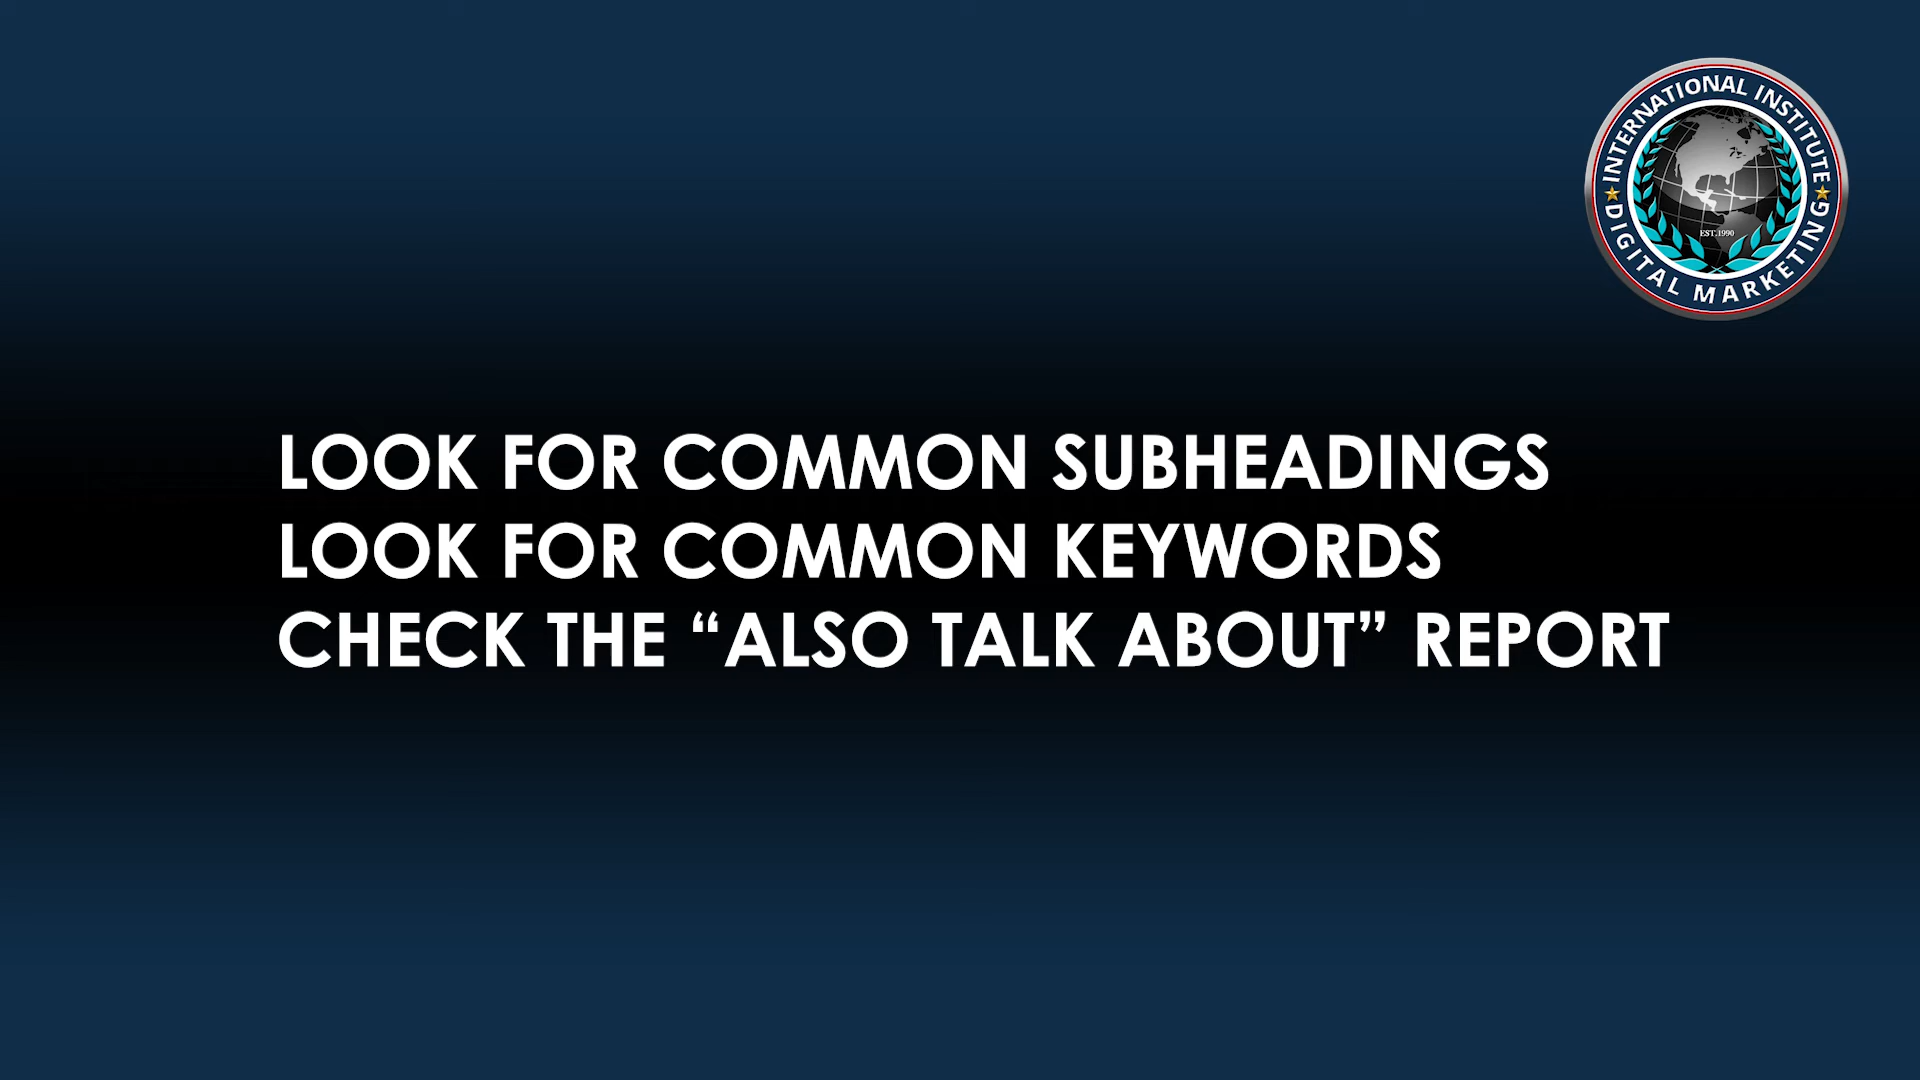 INTERNATIONAL INSTITUTE
EST.1990
DIGITAL MARKETING
LOOK FOR COMMON SUBHEADINGS
LOOK FOR COMMON KEYWORDS
CHECK THE “ALSO TALK ABOUT” REPORT